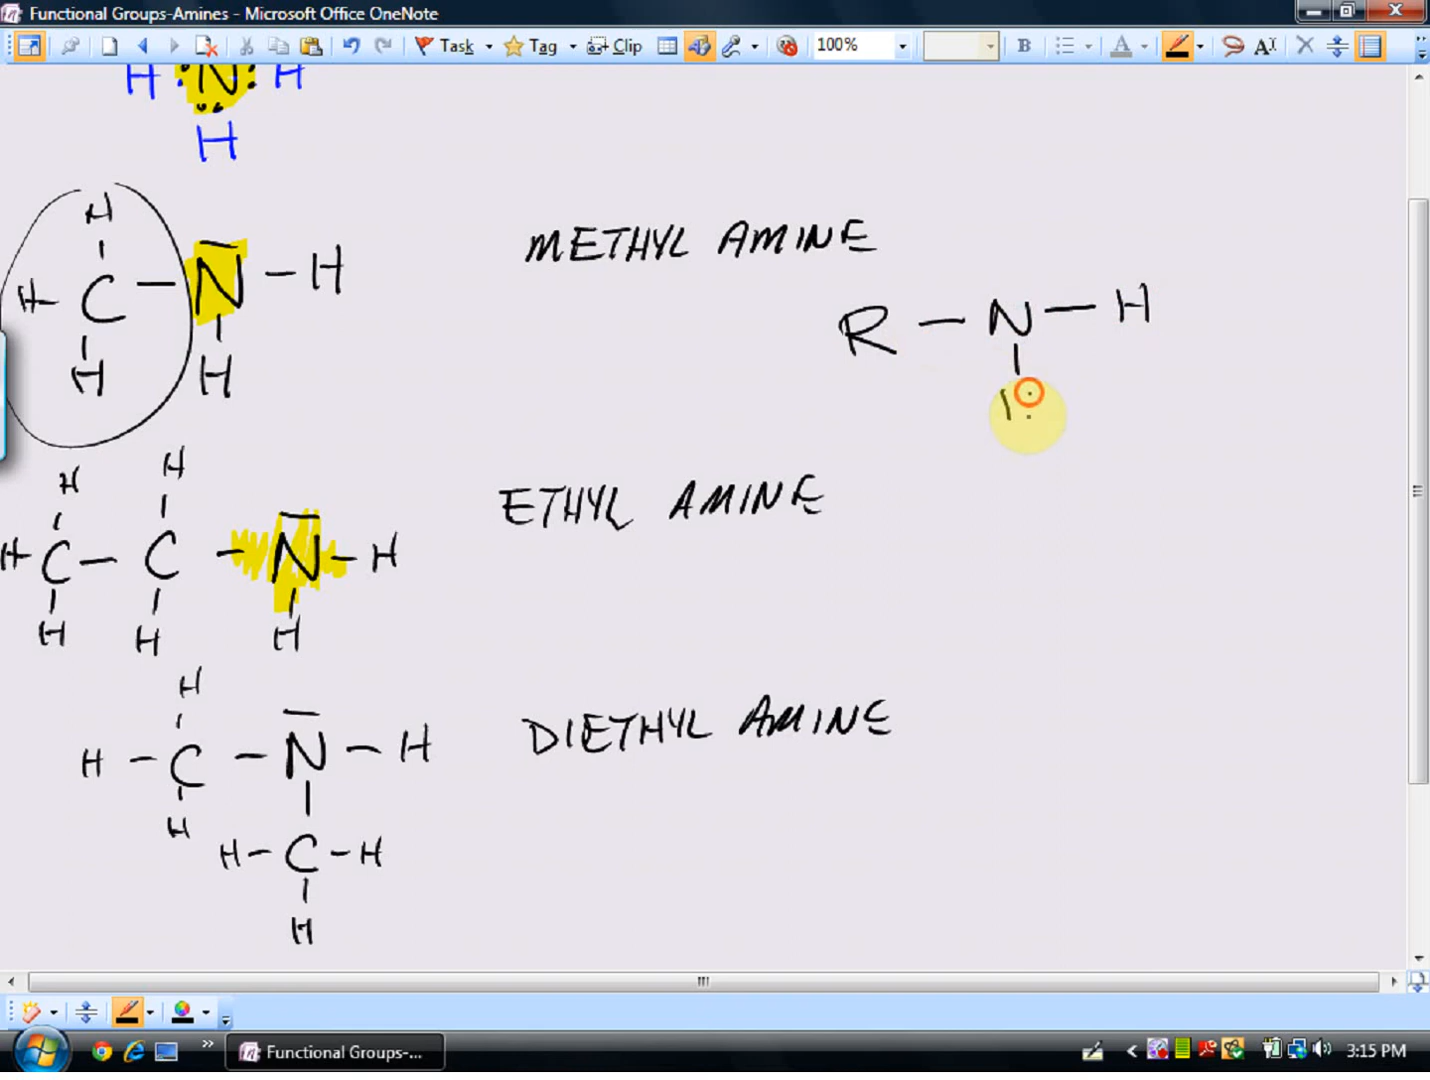 Functional Groups-Amines - Microsoft Office OneNote
Task
Tag
Clip
100%
B
A
A
H : N : H
H
H
H - C - N - H
H H
METHYL AMINE
R - N - H
H H
H C - C - N - H
H H H
ETHYL AMINE
H
H - C - N - H
H
H - C - H
H
DIETHYL AMINE
Functional Groups-...
3:15 PM